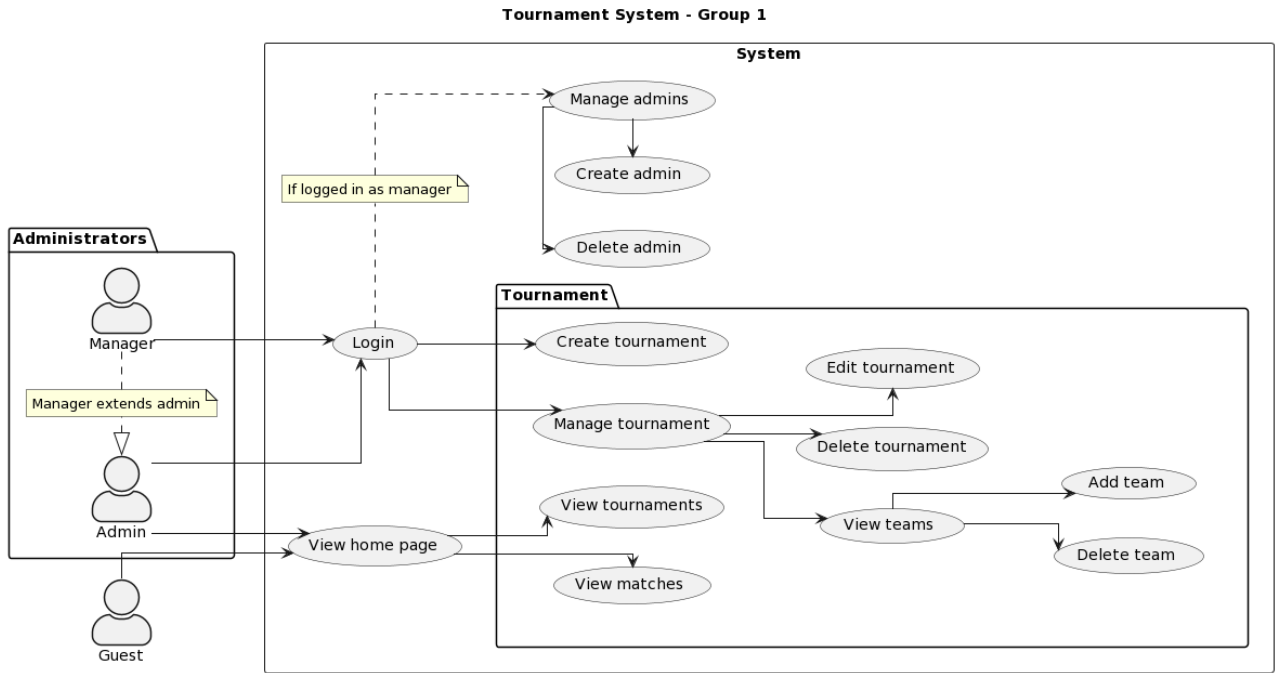 Tournament System - Group 1
System
Manage admins
Create admin
If logged in as manager
Delete admin
Administrators
Manager
Manager extends admin
Admin
Guest
Login
View home page
Tournament
Create tournament
Manage tournament
Edit tournament
Delete tournament
View tournaments
View matches
View teams
Add team
Delete team